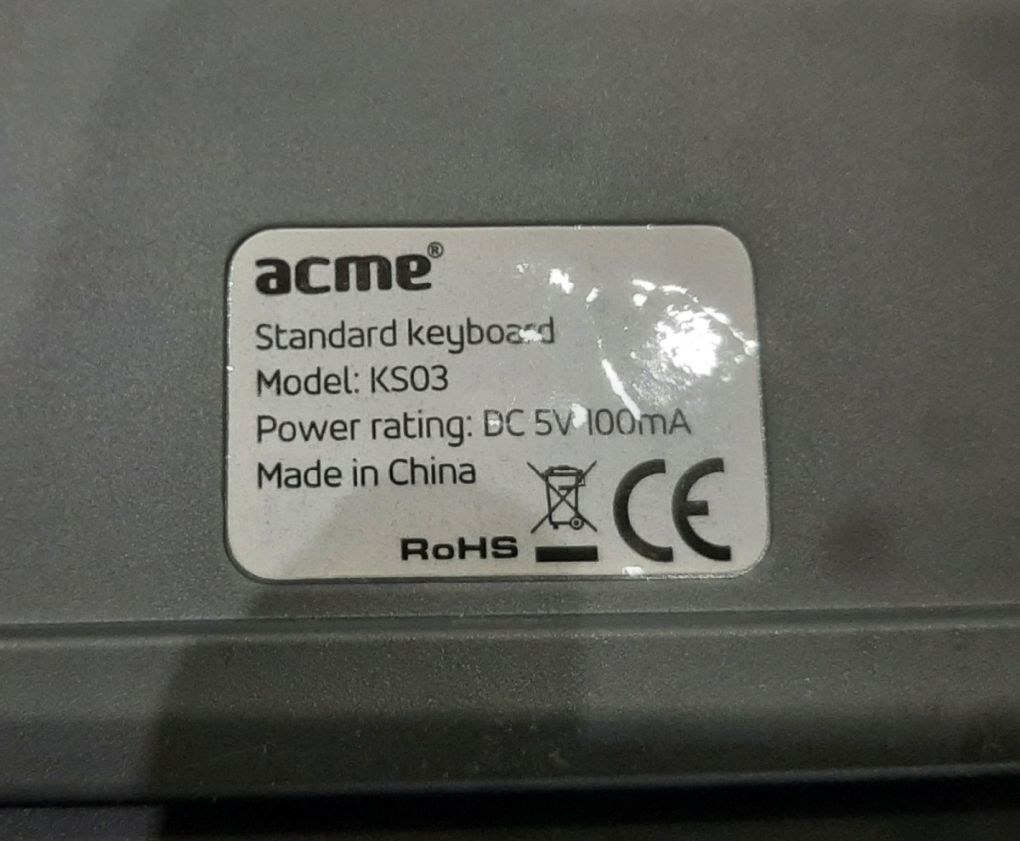 acme®
Standard keyboard
Model: KS03
Power rating: DC 5V 100mA
Made in China
RoHS
CE